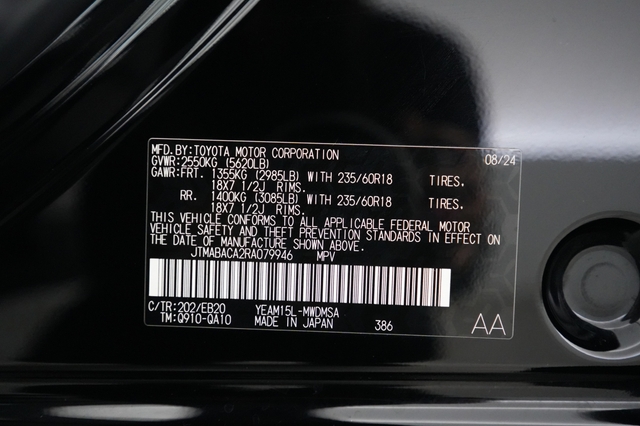 MFD.BY:TOYOTA MOTOR CORPORATION 08/24
GVWR:2550KG (5620LB)
GAWR:FRT. 1355KG (2985LB) WITH 235/60R18 TIRES,
18X7 1/2J RIMS.
RR. 1400KG (3085LB) WITH 235/60R18 TIRES,
18X7 1/2J RIMS.
THIS VEHICLE CONFORMS TO ALL APPLICABLE FEDERAL MOTOR
VEHICLE SAFETY AND THEFT PREVENTION STANDARDS IN EFFECT ON
THE DATE OF MANUFACTURE SHOWN ABOVE.
JTMABACA2RA079946 MPV
C/TR:202/EB20 YEAM15L-MWDMSA
TM:Q910-QA10 MADE IN JAPAN 386 AA